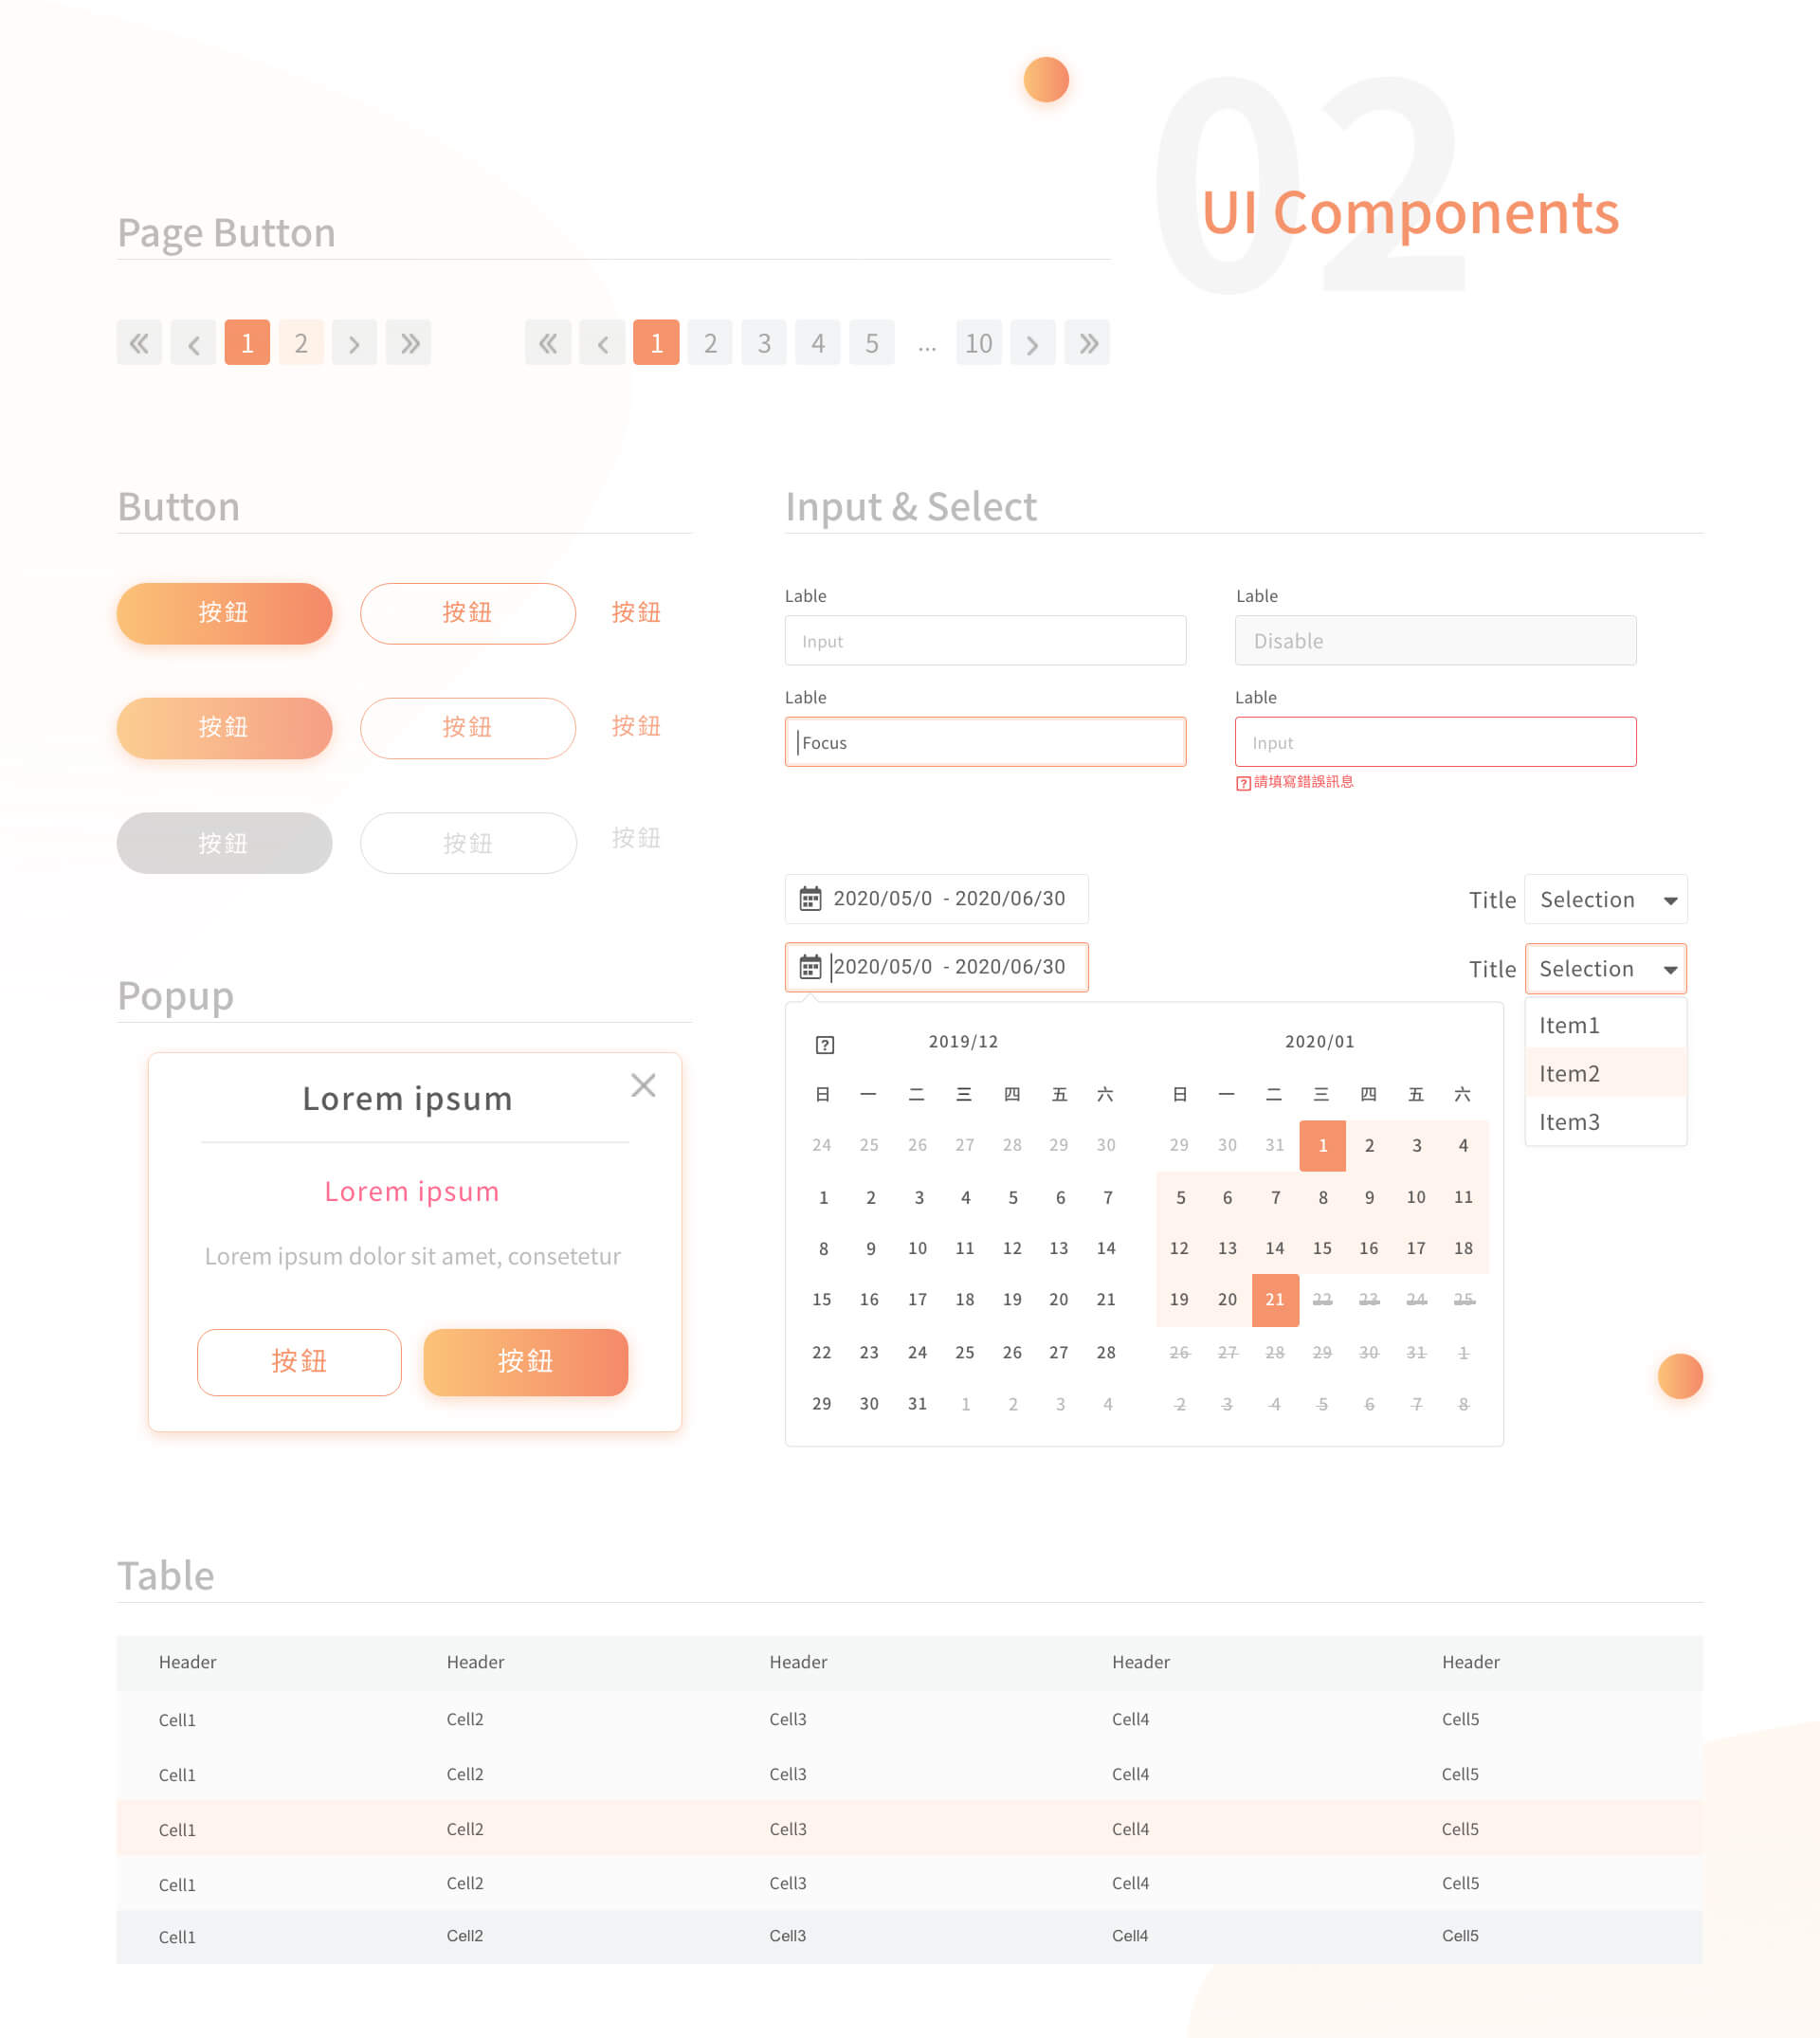 02
UI Components
Page Button
« ‹ 1 2 › »
« ‹ 1 2 3 4 5 ... 10 › »
Button
按鈕 按鈕 按鈕
按鈕 按鈕 按鈕
按鈕 按鈕 按鈕
Input & Select
Lable
Input
Lable
Disable
Lable
Focus
Lable
Input
?請填寫錯誤訊息
2020/05/0 - 2020/06/30
2020/05/0 - 2020/06/30
Title Selection
Title Selection
Item1
Item2
Item3
?
2019/12
日 一 二 三 四 五 六
24 25 26 27 28 29 30
1 2 3 4 5 6 7
8 9 10 11 12 13 14
15 16 17 18 19 20 21
22 23 24 25 26 27 28
29 30 31 1 2 3 4
2020/01
日 一 二 三 四 五 六
29 30 31 1 2 3 4
5 6 7 8 9 10 11
12 13 14 15 16 17 18
19 20 21 22 23 24 25
26 27 28 29 30 31 1
2 3 4 5 6 7 8
Popup
Lorem ipsum
Lorem ipsum
Lorem ipsum dolor sit amet, consetetur
按鈕 按鈕
Table
Header Header Header Header Header
Cell1 Cell2 Cell3 Cell4 Cell5
Cell1 Cell2 Cell3 Cell4 Cell5
Cell1 Cell2 Cell3 Cell4 Cell5
Cell1 Cell2 Cell3 Cell4 Cell5
Cell1 Cell2 Cell3 Cell4 Cell5